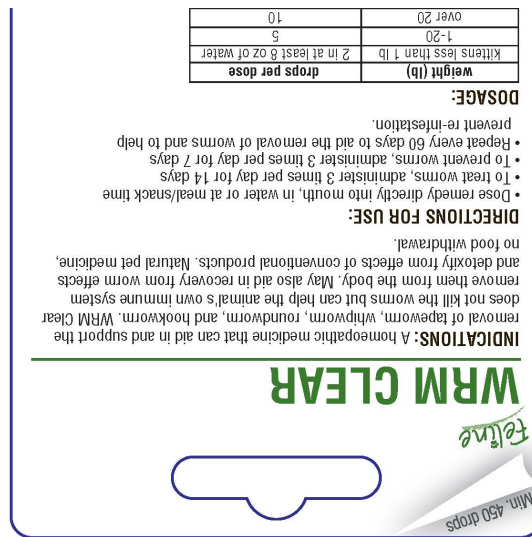 Min. 450 drops
Feline
WRM CLEAR
INDICATIONS: A homeopathic medicine that can aid in and support the
removal of tapeworm, whipworm, roundworm, and hookworm. WRM Clear
does not kill the worms but can help the animal's own immune system
remove them from the body. May also aid in recovery from worm effects
and detoxify from effects of conventional products. Natural pet medicine,
no food withdrawal.
DIRECTIONS FOR USE:
• Dose remedy directly into mouth, in water or at meal/snack time
• To treat worms, administer 3 times per day for 14 days
• To prevent worms, administer 3 times per day for 7 days
• Repeat every 60 days to aid the removal of worms and to help
prevent re-infestation.
DOSAGE:
weight (lb) drops per dose
kittens less than 1 lb 2 in at least 8 oz of water
1-20 5
over 20 10